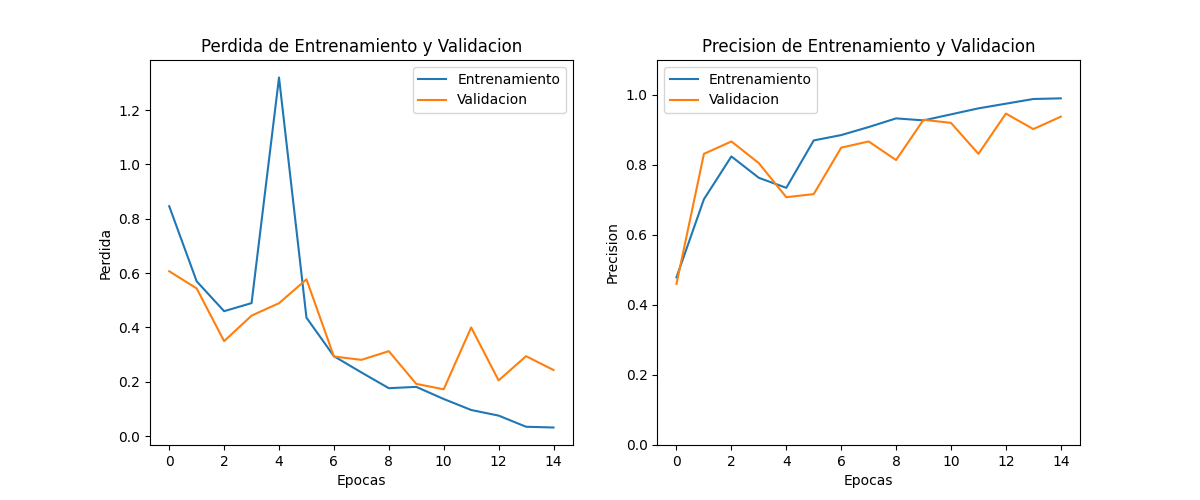 Perdida de Entrenamiento y Validacion
Entrenamiento
Validacion
1.2
1.0
0.8
0.6
0.4
0.2
0.0
Perdida
0 2 4 6 8 10 12 14
Epocas
Precision de Entrenamiento y Validacion
Entrenamiento
Validacion
1.0
0.8
0.6
0.4
0.2
0.0
Precision
0 2 4 6 8 10 12 14
Epocas